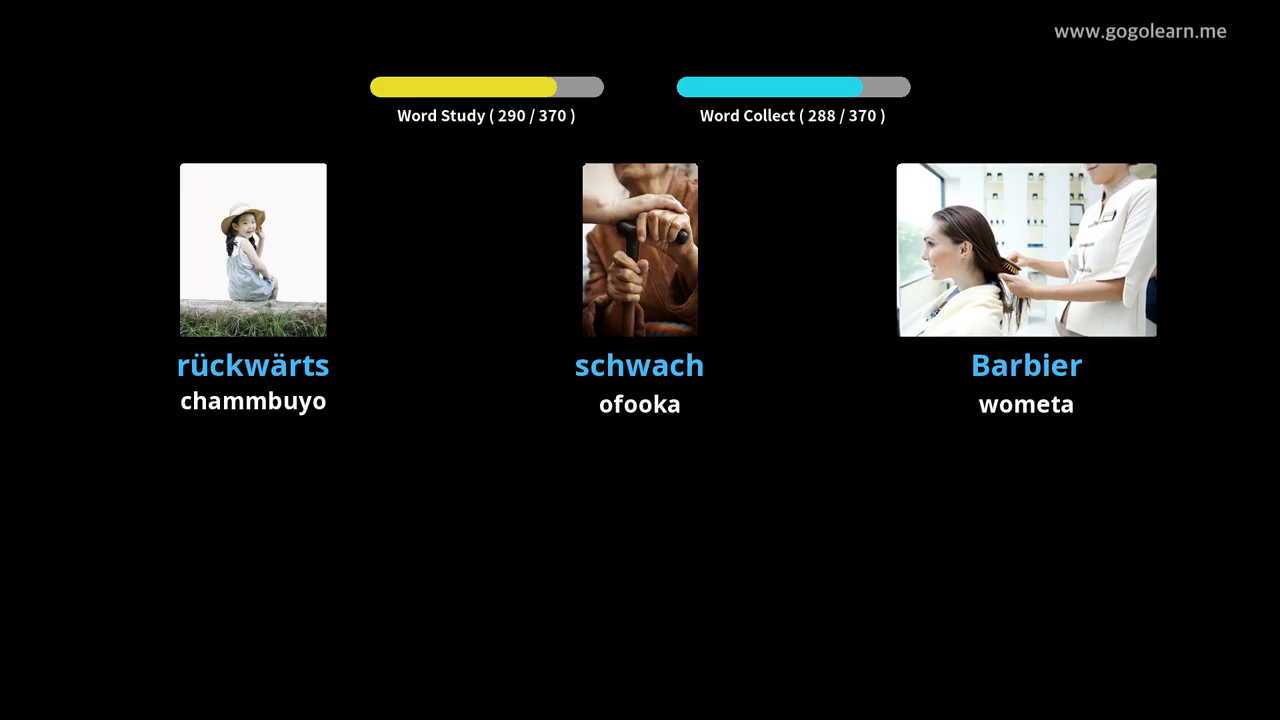 www.gogolearn.me
Word Study ( 290 / 370 )
Word Collect ( 288 / 370 )
rückwärts
chammbuyo
schwach
ofooka
Barbier
wometa